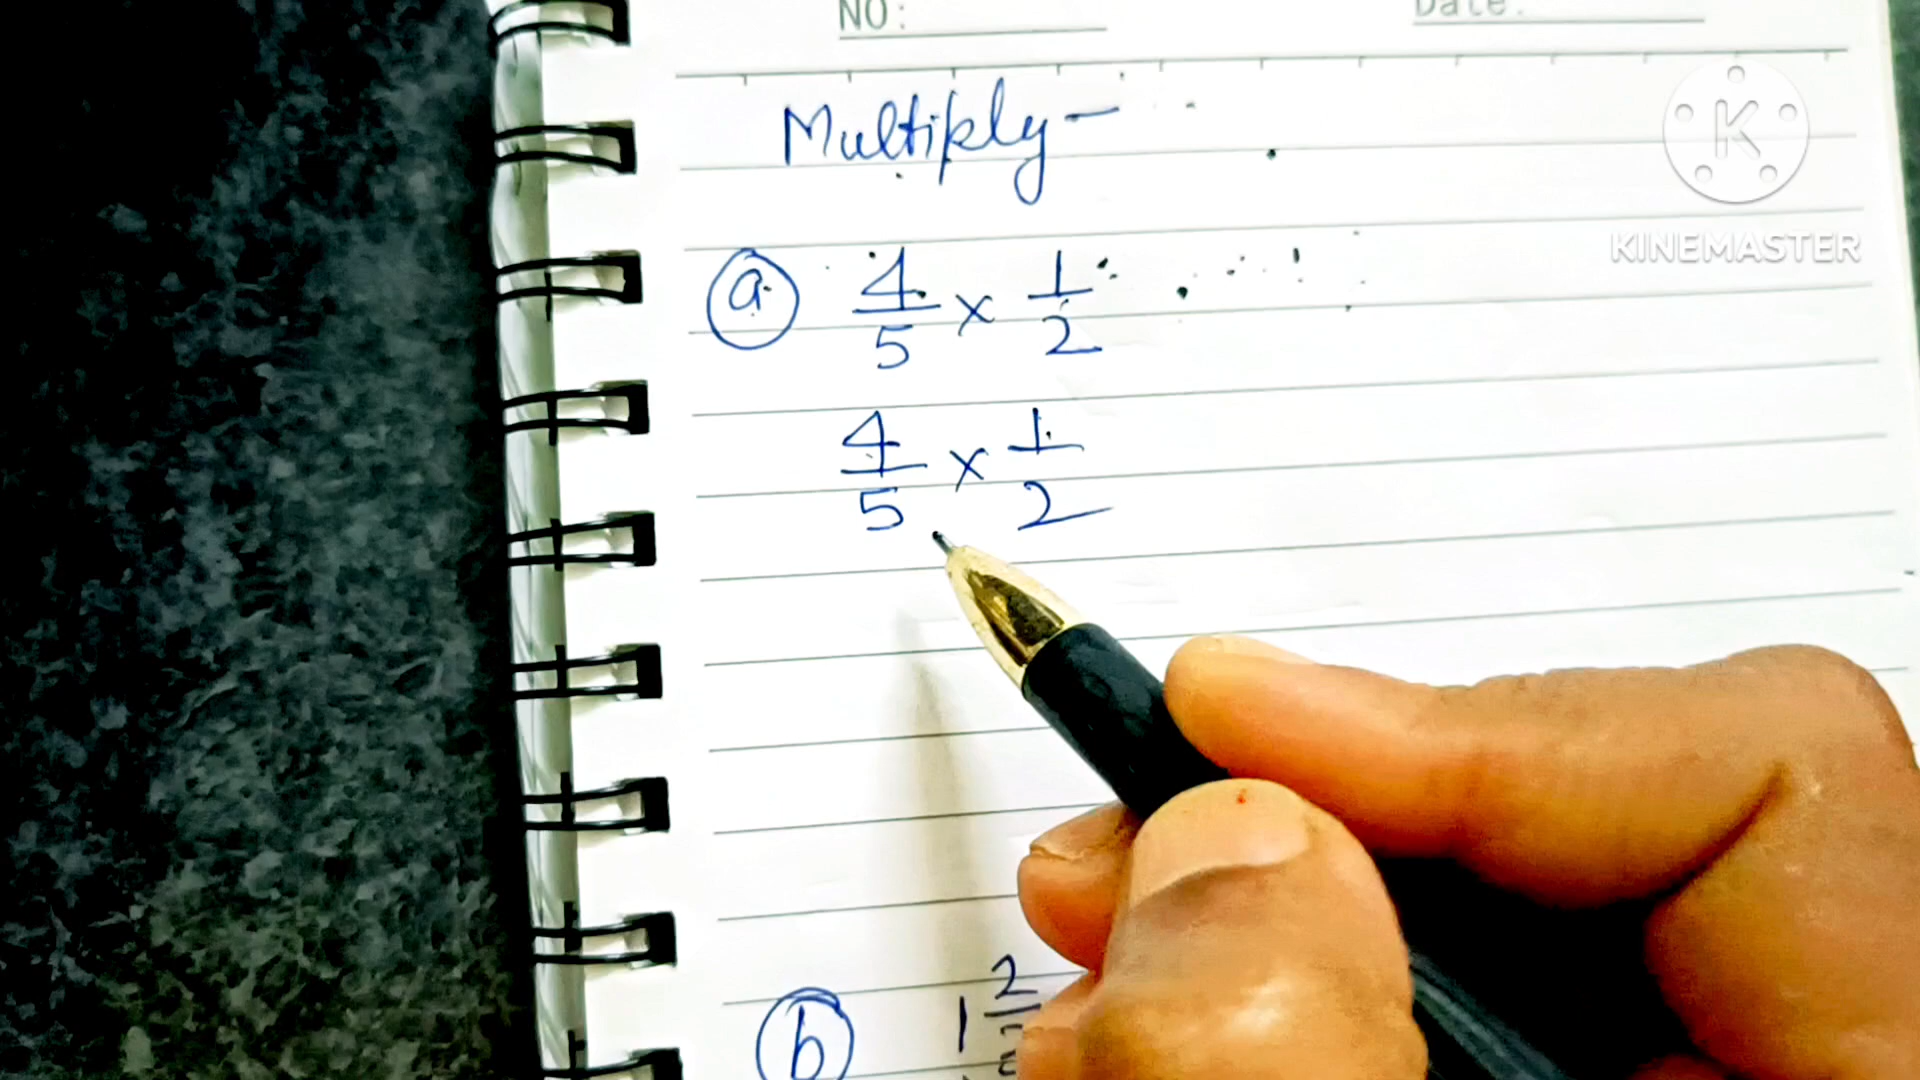 NO: Date:
Multiply-
K
KINEMASTER
a 4/5 × 1/2
4/5 × 1/2
b 1 2